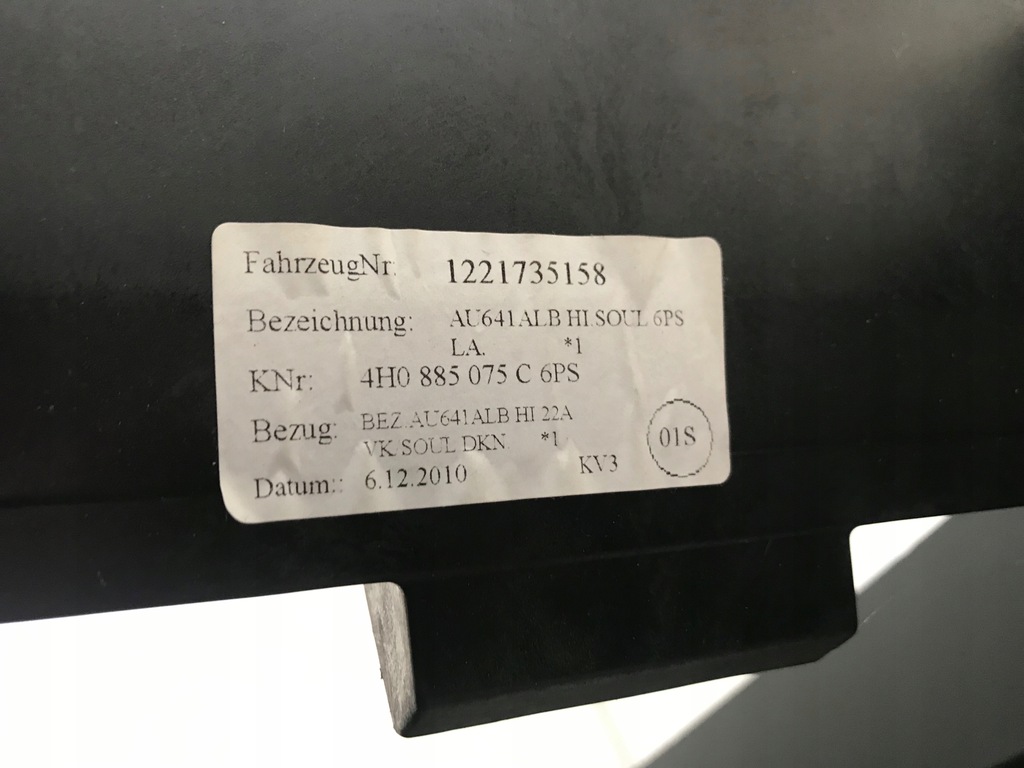 FahrzeugNr: 1221735158
Bezeichnung: AU641ALB HI.SOUL 6PS
LA. *1
KNr: 4H0 885 075 C 6PS
Bezug: BEZ.AU641ALB HI 22A
VK SOUL DKN. *1
Datum:: 6.12.2010 KV3
01S